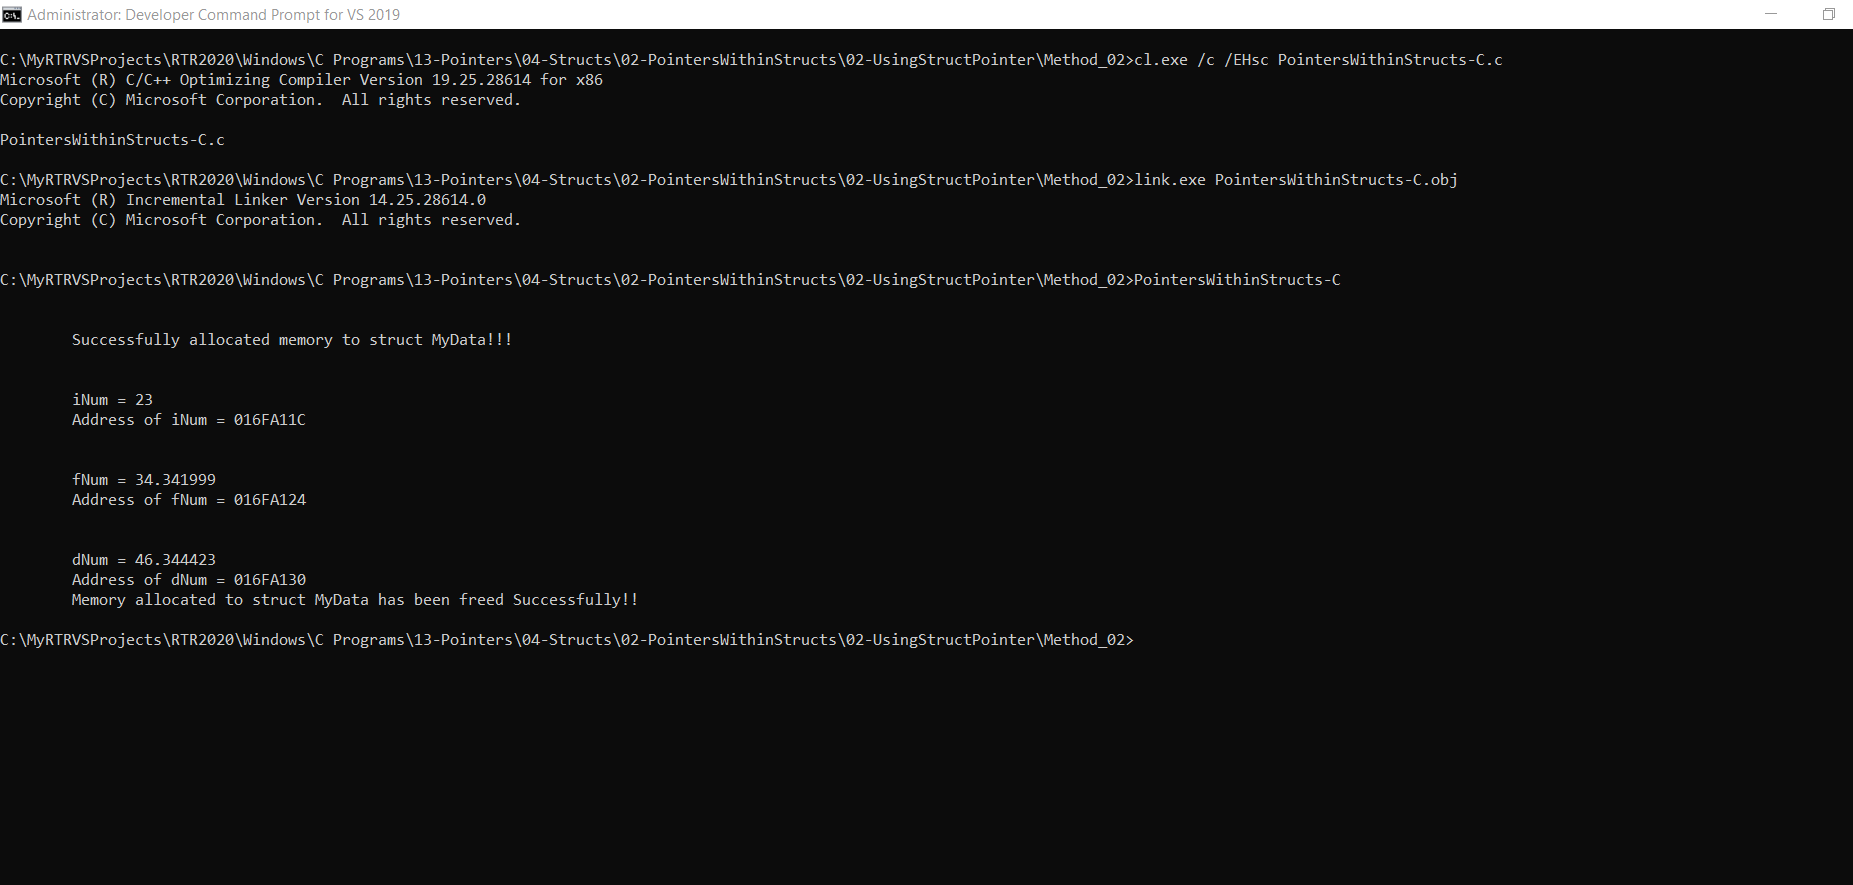 Administrator: Developer Command Prompt for VS 2019
C:\MyRTRVSProjects\RTR2020\Windows\C Programs\13-Pointers\04-Structs\02-PointersWithinStructs\02-UsingStructPointer\Method_02>cl.exe /c /EHsc PointersWithinStructs-C.c
Microsoft (R) C/C++ Optimizing Compiler Version 19.25.28614 for x86
Copyright (C) Microsoft Corporation.  All rights reserved.
PointersWithinStructs-C.c
C:\MyRTRVSProjects\RTR2020\Windows\C Programs\13-Pointers\04-Structs\02-PointersWithinStructs\02-UsingStructPointer\Method_02>link.exe PointersWithinStructs-C.obj
Microsoft (R) Incremental Linker Version 14.25.28614.0
Copyright (C) Microsoft Corporation.  All rights reserved.
C:\MyRTRVSProjects\RTR2020\Windows\C Programs\13-Pointers\04-Structs\02-PointersWithinStructs\02-UsingStructPointer\Method_02>PointersWithinStructs-C
Successfully allocated memory to struct MyData!!!
iNum = 23
Address of iNum = 016FA11C
fNum = 34.341999
Address of fNum = 016FA124
dNum = 46.344423
Address of dNum = 016FA130
Memory allocated to struct MyData has been freed Successfully!!
C:\MyRTRVSProjects\RTR2020\Windows\C Programs\13-Pointers\04-Structs\02-PointersWithinStructs\02-UsingStructPointer\Method_02>